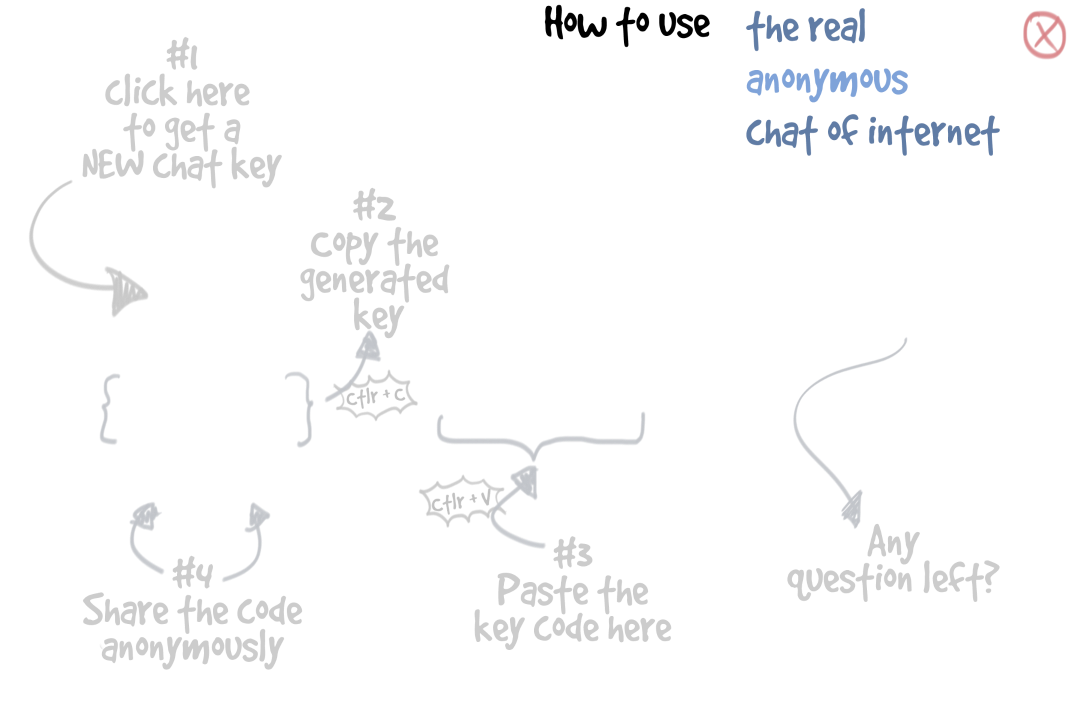 How to use
the real
anonymous
Chat of internet
X
#1
Click here
to get a
NEW Chat key
#2
Copy the
generated
key
ctlr + c
ctlr + v
#3
Paste the
key Code here
#4
Share the Code
anonymously
Any
question left?